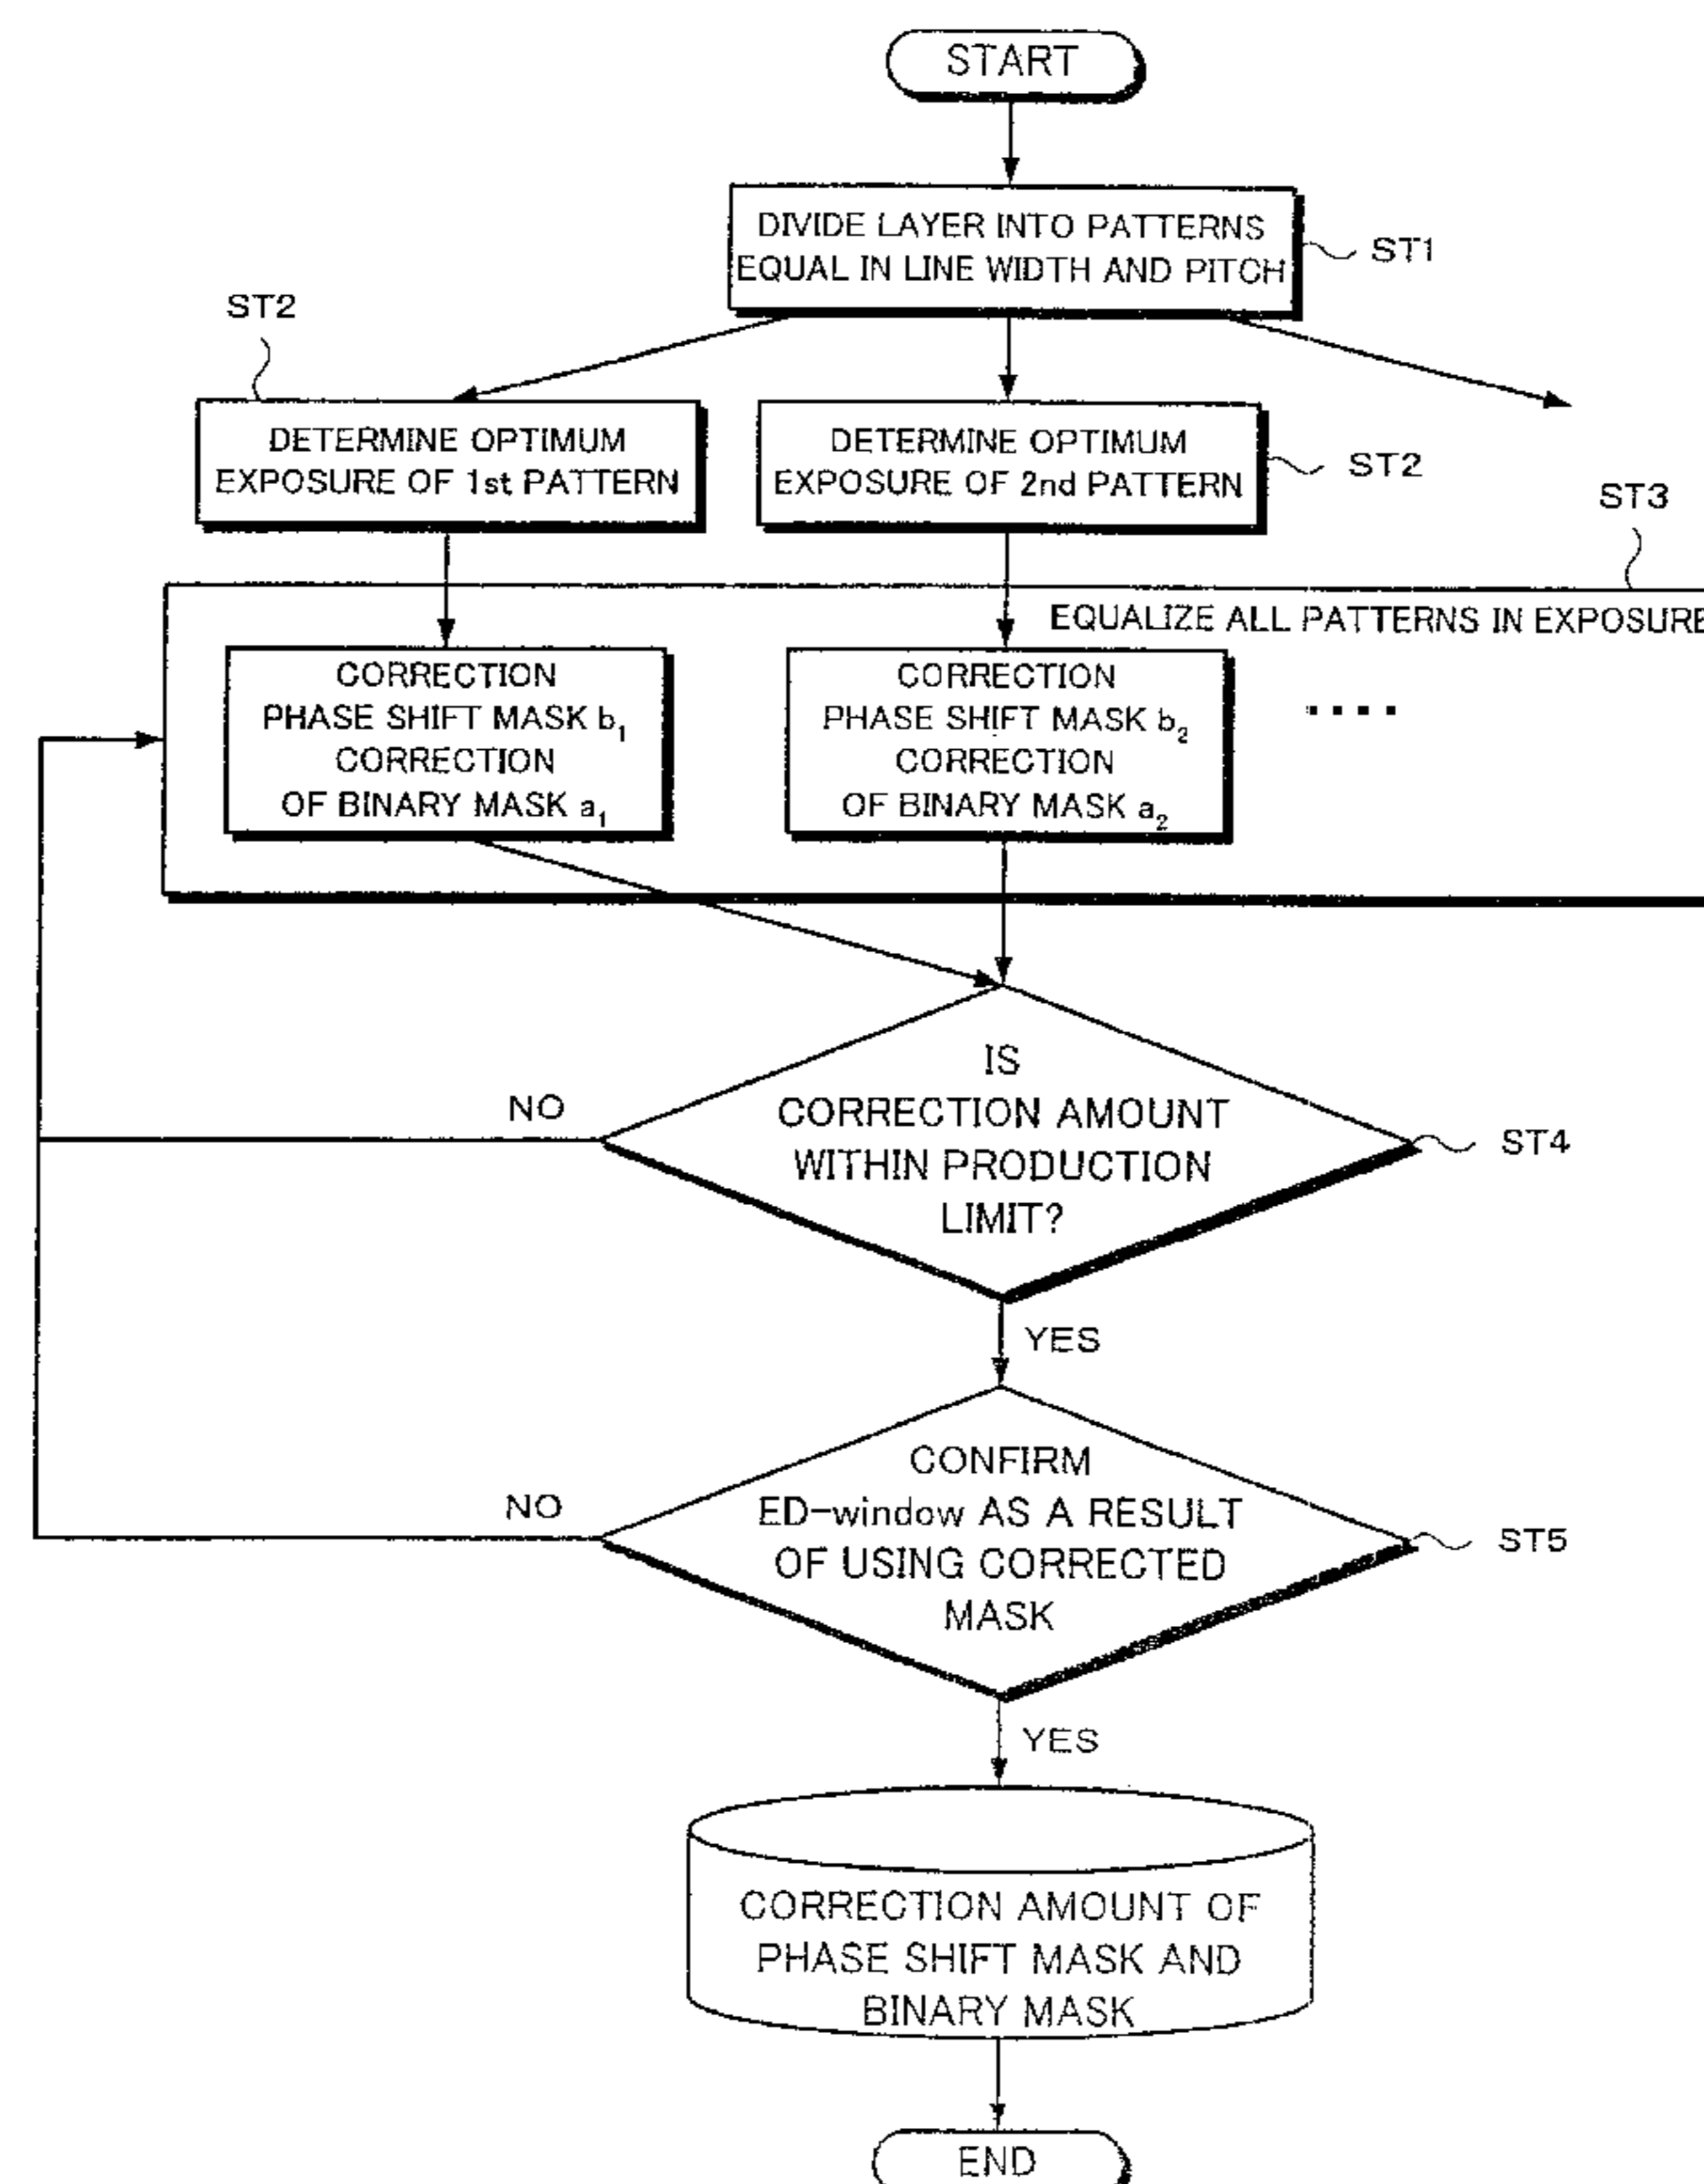 START
DIVIDE LAYER INTO PATTERNS
EQUAL IN LINE WIDTH AND PITCH
ST1
ST2
DETERMINE OPTIMUM
EXPOSURE OF 1st PATTERN
DETERMINE OPTIMUM
EXPOSURE OF 2nd PATTERN
ST2
ST3
EQUALIZE ALL PATTERNS IN EXPOSURE
CORRECTION
PHASE SHIFT MASK b₁
CORRECTION
OF BINARY MASK a₁
CORRECTION
PHASE SHIFT MASK b₂
CORRECTION
OF BINARY MASK a₂
....
IS
CORRECTION AMOUNT
WITHIN PRODUCTION
LIMIT?
NO
ST4
YES
CONFIRM
ED-window AS A RESULT
OF USING CORRECTED
MASK
NO
ST5
YES
CORRECTION AMOUNT OF
PHASE SHIFT MASK AND
BINARY MASK
END